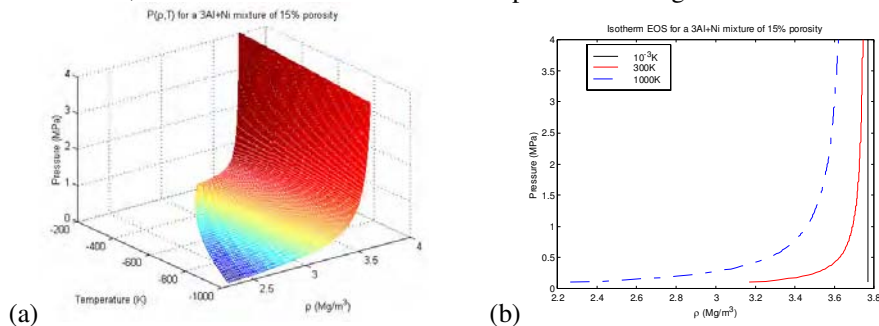 P(ρ,T) for a 3Al+Ni mixture of 15% porosity
4
3
2
1
0
Pressure (MPa)
-200
-400
-600
-800
-1000
Temperature (K)
2.5
3
3.5
4
ρ (Mg/m³)
(a)
Isotherm EOS for a 3Al+Ni mixture of 15% porosity
10⁻³K
300K
1000K
4
3.5
3
2.5
2
1.5
1
0.5
0
Pressure (MPa)
2.2
2.4
2.6
2.8
3
3.2
3.4
3.6
3.8
ρ (Mg/m³)
(b)